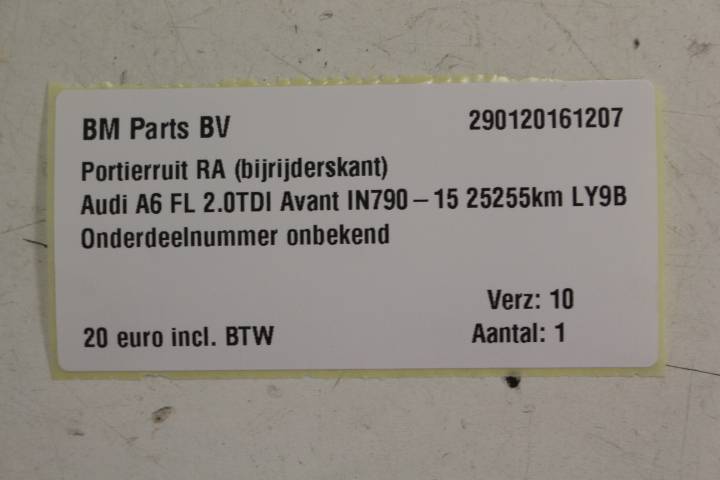 BM Parts BV 290120161207
Portierruit RA (bijrijderskant)
Audi A6 FL 2.0TDI Avant IN790 – 15 25255km LY9B
Onderdeelnummer onbekend
Verz: 10
20 euro incl. BTW Aantal: 1